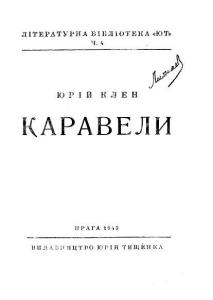 ЛІТЕРАТУРНА БІБЛІОТЕКА «ЮТ»
Ч. 4
ЮРІЙ КЛЕН
КАРАВЕЛИ
ПРАГА 1943
ВИДАВНИЦТВО ЮРІЯ ТИЩЕНКА